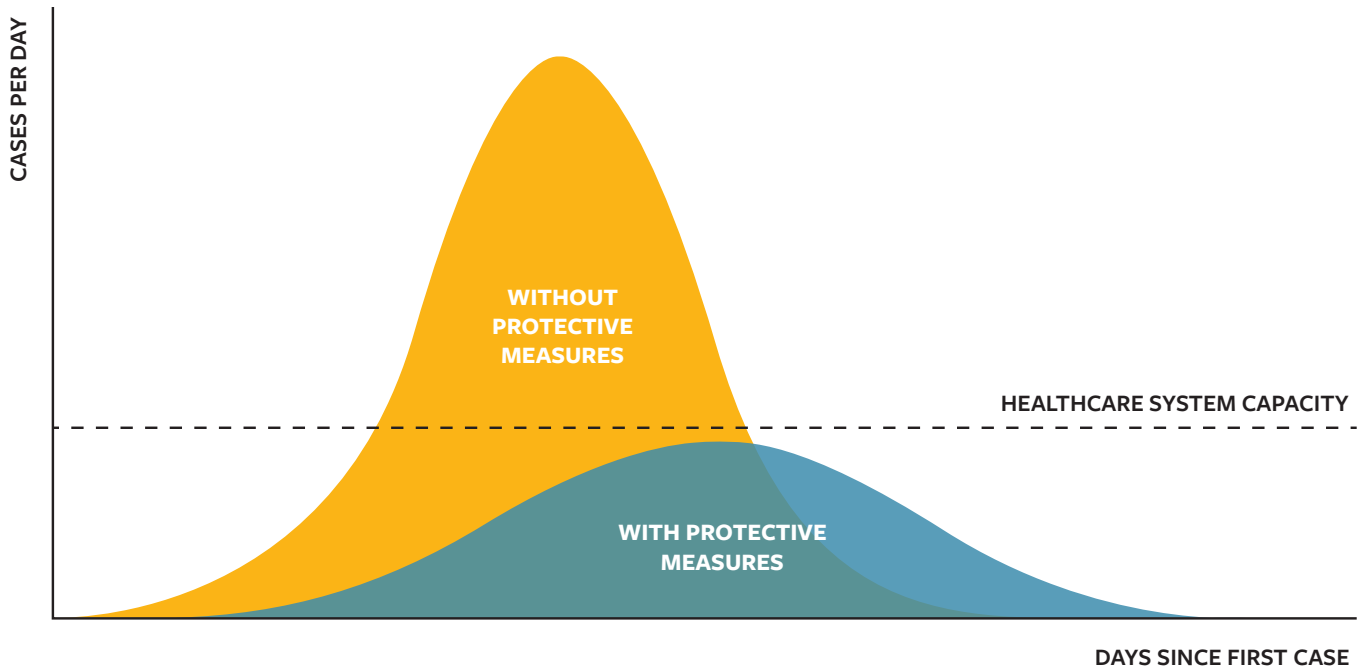 CASES PER DAY
WITHOUT
PROTECTIVE
MEASURES
HEALTHCARE SYSTEM CAPACITY
WITH PROTECTIVE
MEASURES
DAYS SINCE FIRST CASE